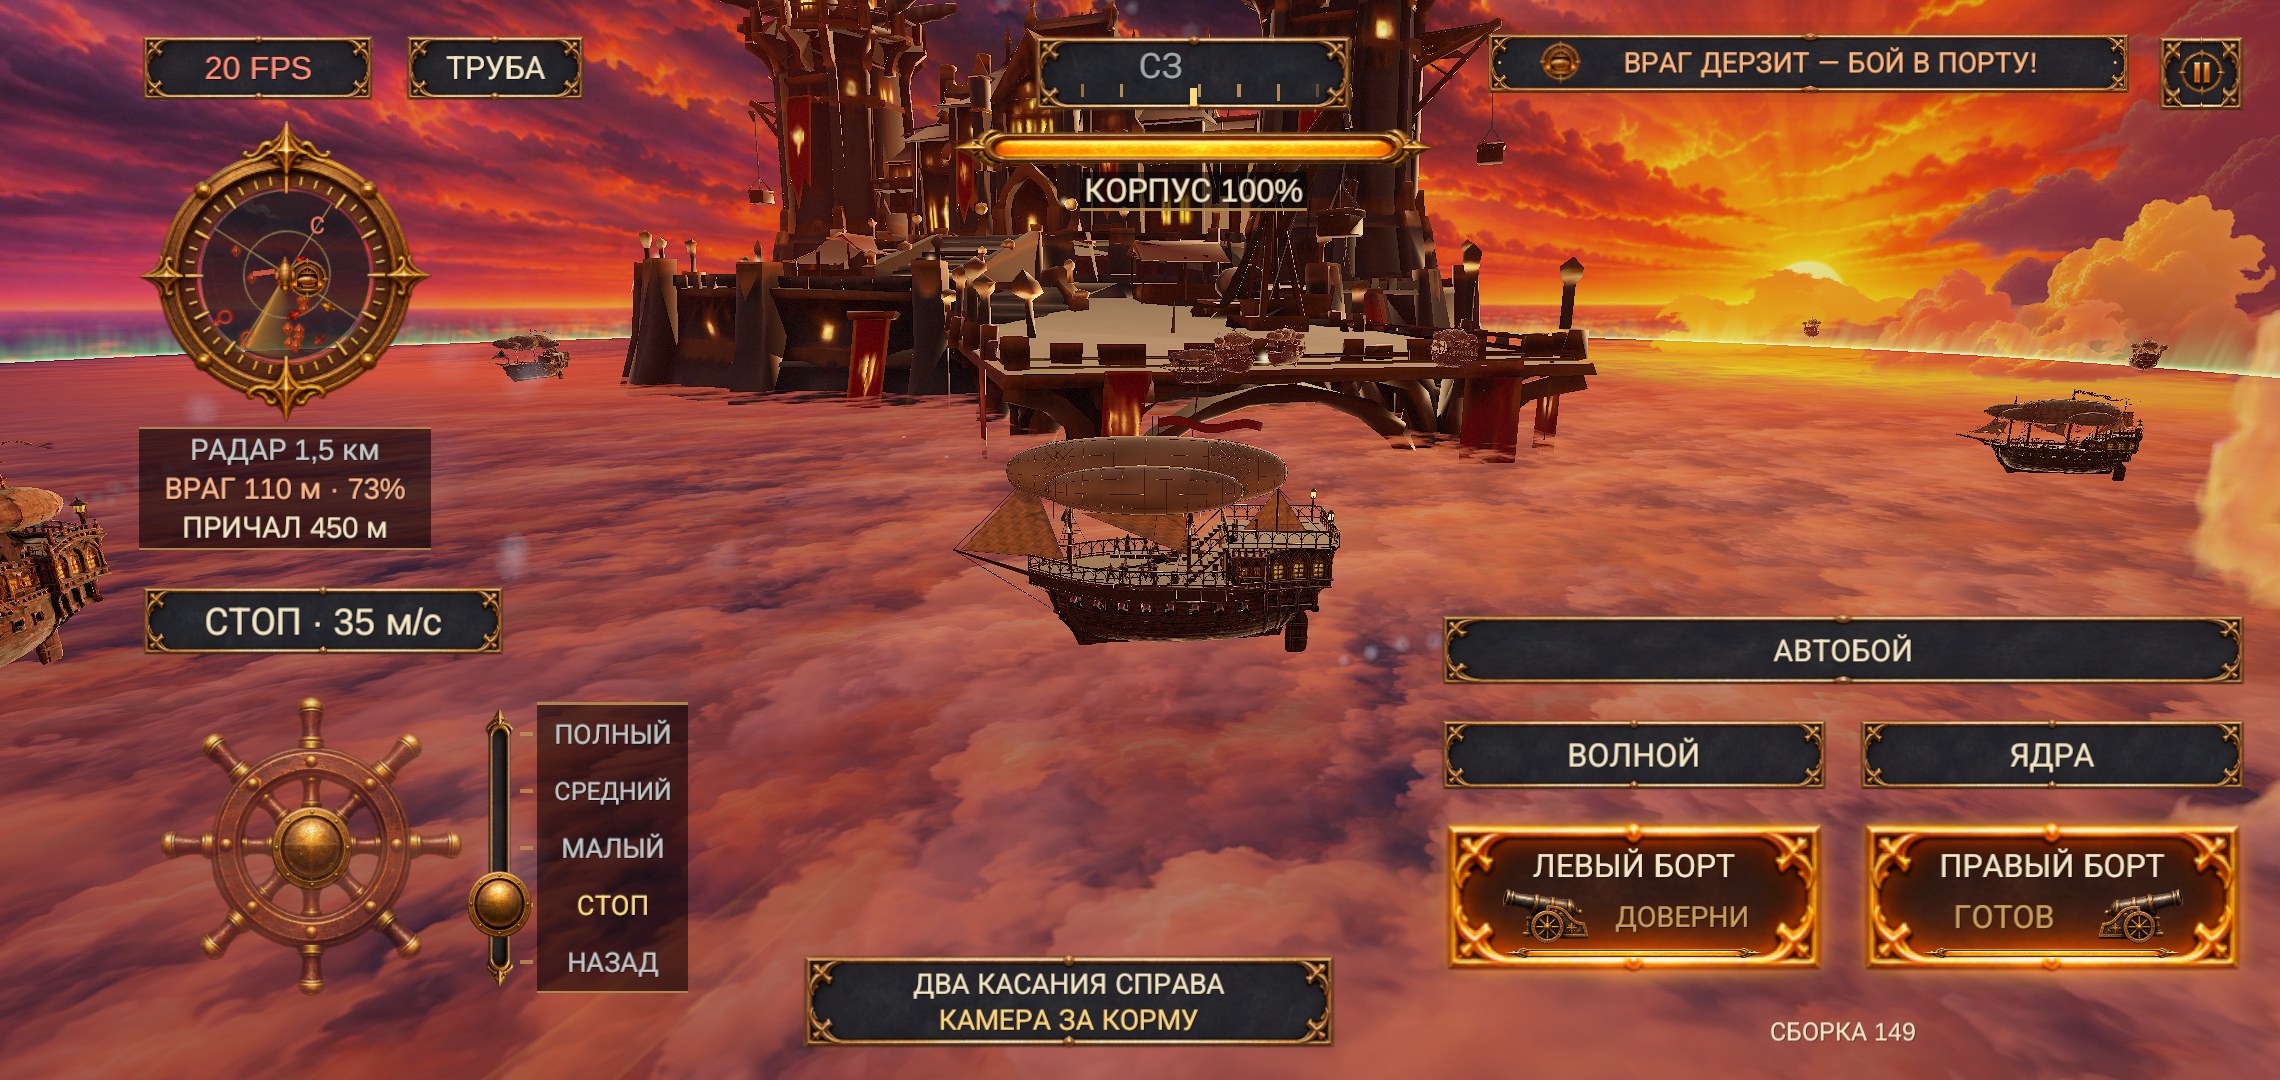 20 FPS
ТРУБА
СЗ
ВРАГ ДЕРЗИТ — БОЙ В ПОРТУ!
КОРПУС 100%
С
РАДАР 1,5 км
ВРАГ 110 м · 73%
ПРИЧАЛ 450 м
СТОП · 35 м/с
ПОЛНЫЙ
СРЕДНИЙ
МАЛЫЙ
СТОП
НАЗАД
АВТОБОЙ
ВОЛНОЙ
ЯДРА
ЛЕВЫЙ БОРТ
ДОВЕРНИ
ПРАВЫЙ БОРТ
ГОТОВ
ДВА КАСАНИЯ СПРАВА
КАМЕРА ЗА КОРМУ
СБОРКА 149